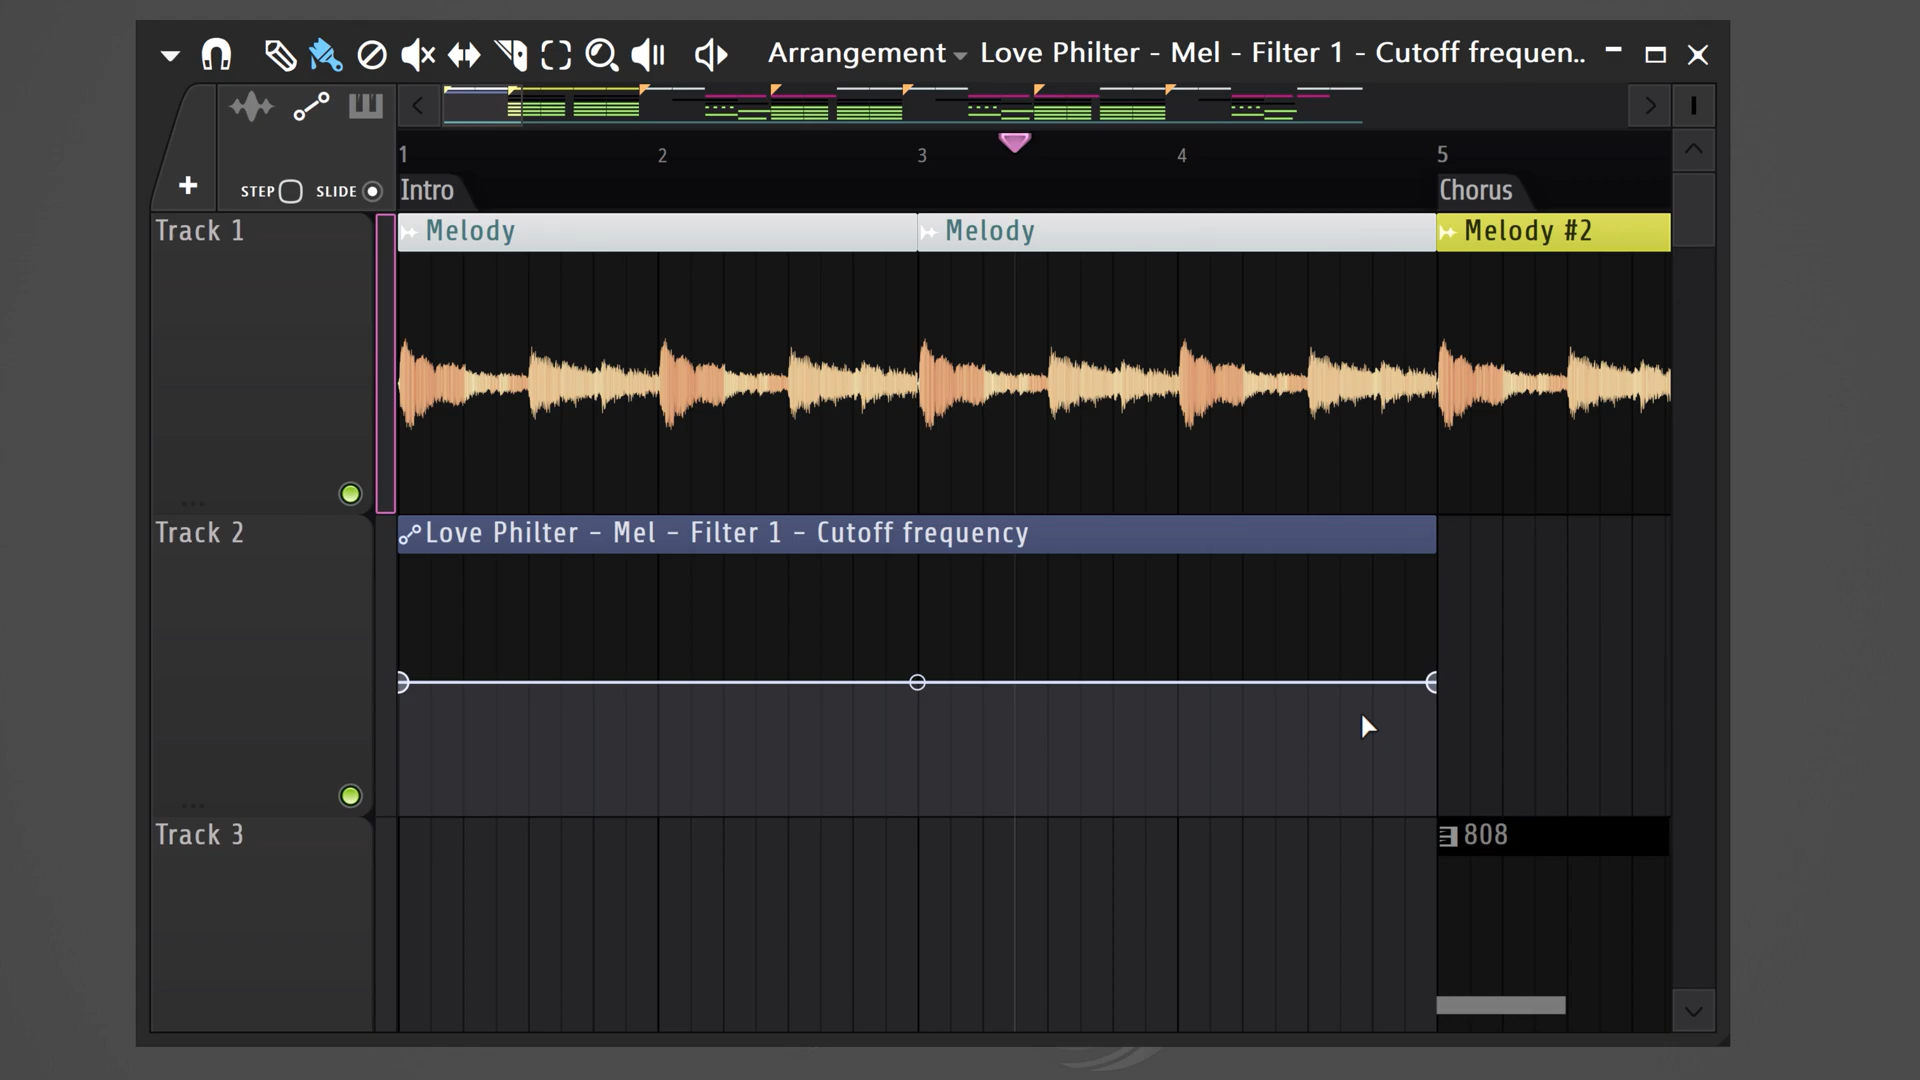 Arrangement Love Philter - Mel - Filter 1 - Cutoff frequen..
1 2 3 4 5
STEP SLIDE Intro Chorus
Track 1 Melody Melody Melody #2
Track 2 Love Philter - Mel - Filter 1 - Cutoff frequency
Track 3 808